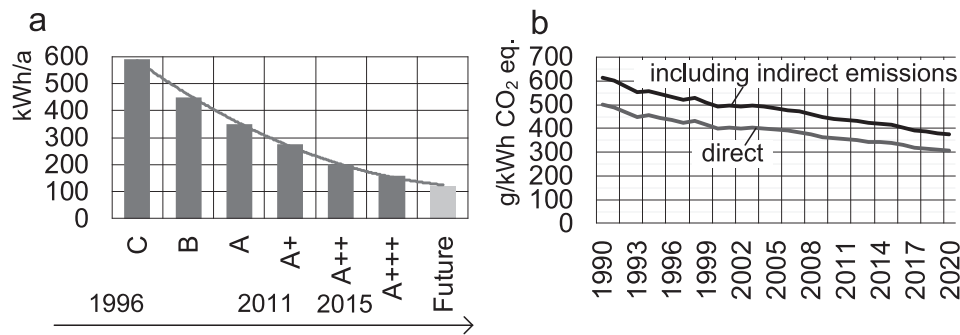 a
kWh/a
600
500
400
300
200
100
0
C
B
A
A+
A++
A+++
Future
1996
2011
2015
b
g/kWh CO₂ eq.
700
600
500
400
300
200
100
0
including indirect emissions
direct
1990
1993
1996
1999
2002
2005
2008
2011
2014
2017
2020